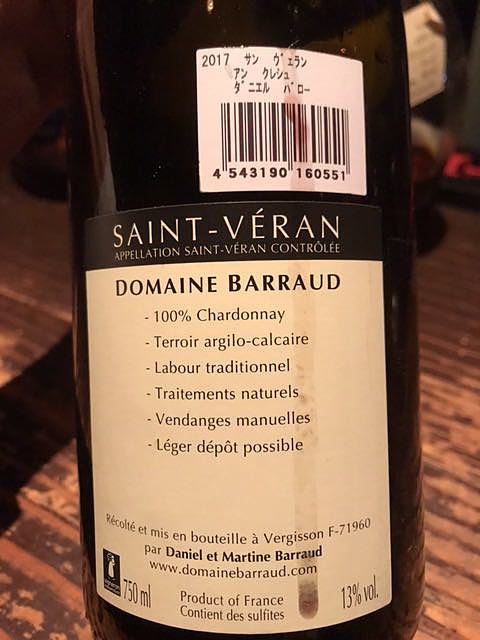 2017 サン ヴェラン
アン クレシュ
ダニエル バロー
4 543190 160551
SAINT-VÉRAN
APPELLATION SAINT-VÉRAN CONTRÔLÉE
DOMAINE BARRAUD
- 100% Chardonnay
- Terroir argilo-calcaire
- Labour traditionnel
- Traitements naturels
- Vendanges manuelles
- Léger dépôt possible
Récolté et mis en bouteille à Vergisson F-71960
par Daniel et Martine Barraud
www.domainebarraud.com
750 ml
Product of France
13% vol.
Contient des sulfites